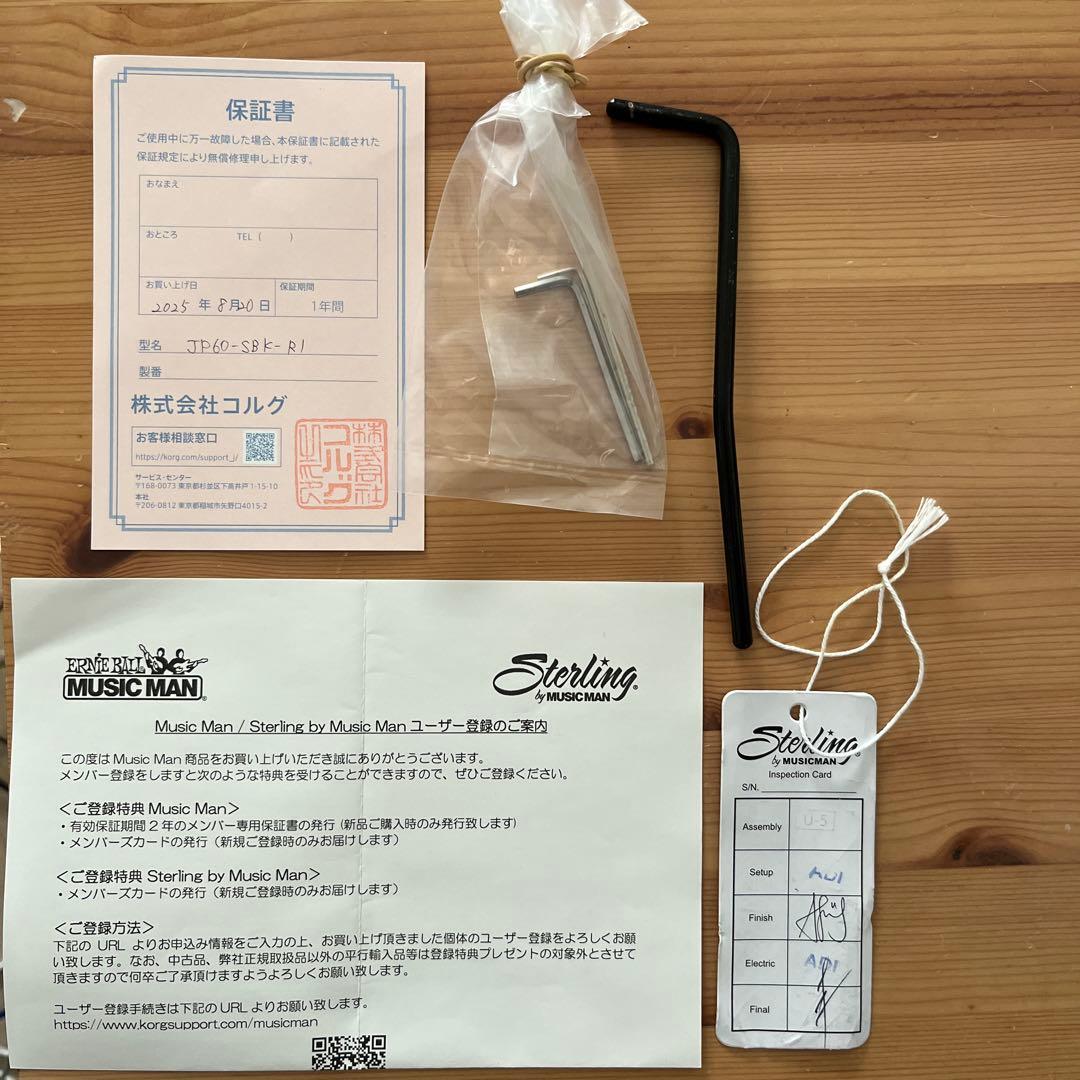 保証書
ご使用中に万一故障した場合、本保証書に記載された
保証規定により無償修理申し上げます。
おなまえ
おところ TEL ( )
お買い上げ日 保証期間
2025 年 8月20日 1年間
型名 JP60-SBK-R1
製番
株式会社コルグ
お客様相談窓口
https://korg.com/support_j/
サービス・センター
〒168-0073 東京都杉並区下高井戸 1-15-10
本社
〒206-0812 東京都稲城市矢野口4015-2
株式会社
コルグ
ERNIE BALL
MUSIC MAN
Sterling
by MUSIC MAN
Music Man / Sterling by Music Man ユーザー登録のご案内
この度は Music Man 商品をお買い上げいただき誠にありがとうございます。
メンバー登録をしますと次のような特典を受けることができますので、ぜひご登録ください。
＜ご登録特典 Music Man＞
・有効保証期間 2 年のメンバー専用保証書の発行 (新品ご購入時のみ発行致します)
・メンバーズカードの発行（新規ご登録時のみお届けします）
＜ご登録特典 Sterling by Music Man＞
・メンバーズカードの発行（新規ご登録時のみお届けします）
＜ご登録方法＞
下記の URL よりお申込み情報をご入力の上、お買い上げ頂きました個体のユーザー登録をよろしくお願
い致します。なお、中古品、弊社正規取扱品以外の平行輸入品等は登録特典プレゼントの対象外とさせて
頂きますので何卒ご了承頂けますようよろしくお願い致します。
ユーザー登録手続きは下記の URL よりお願い致します。
https://www.korgsupport.com/musicman
Sterling
by MUSICMAN
Inspection Card
S/N.
Assembly U-5
Setup ADI
Finish
Electric ADI
Final